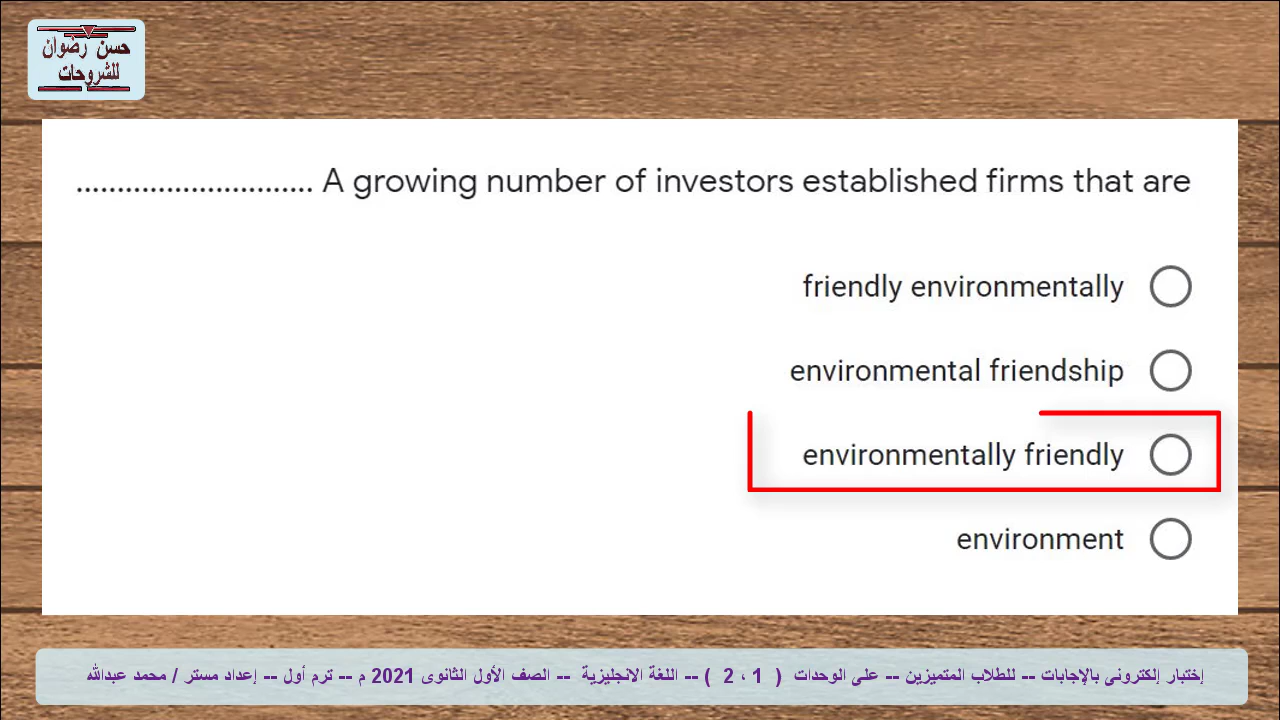 حسن رضوان
للشروحات
............................. A growing number of investors established firms that are
friendly environmentally
environmental friendship
environmentally friendly
environment
إختبار إلكترونى بالإجابات -- للطلاب المتميزين -- على الوحدات ( 1 ، 2 ) -- اللغة الانجليزية -- الصف الأول الثانوى 2021 م -- ترم أول -- إعداد مستر / محمد عبدالله